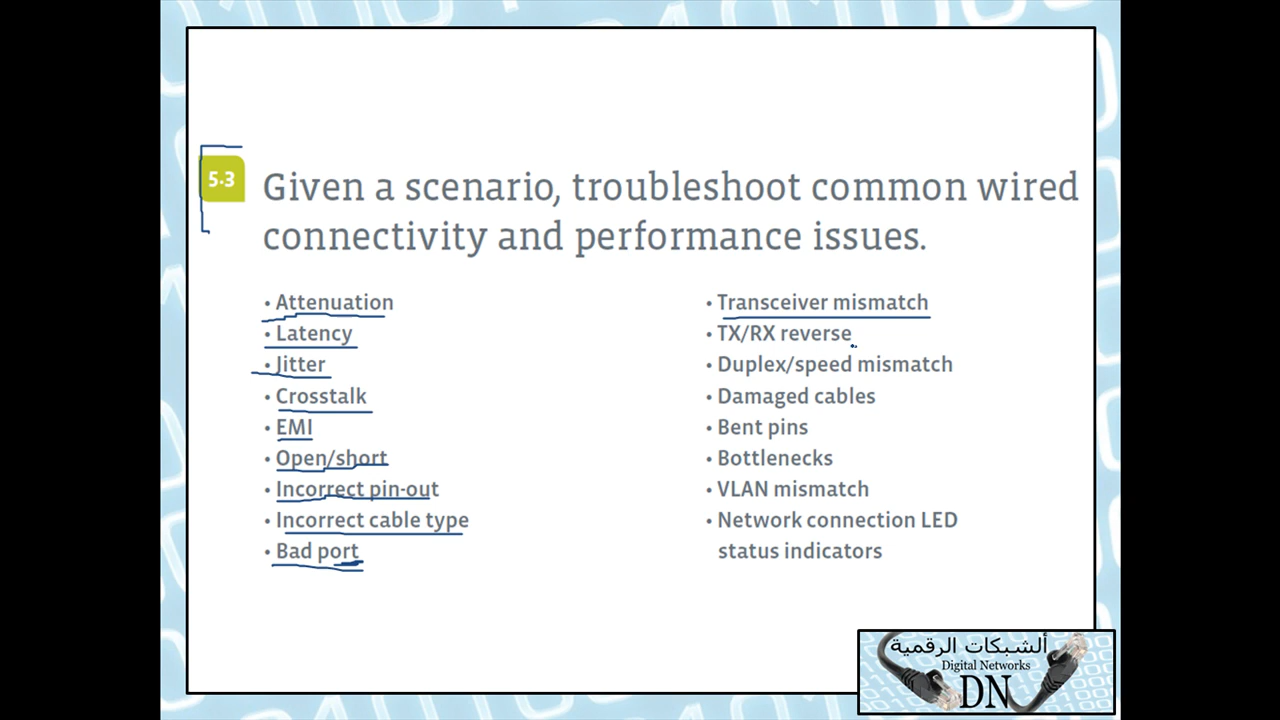 5.3
Given a scenario, troubleshoot common wired
connectivity and performance issues.
• Attenuation
• Latency
• Jitter
• Crosstalk
• EMI
• Open/short
• Incorrect pin-out
• Incorrect cable type
• Bad port
• Transceiver mismatch
• TX/RX reverse
• Duplex/speed mismatch
• Damaged cables
• Bent pins
• Bottlenecks
• VLAN mismatch
• Network connection LED
status indicators
ألشبكات الرقمية
Digital Networks
DN